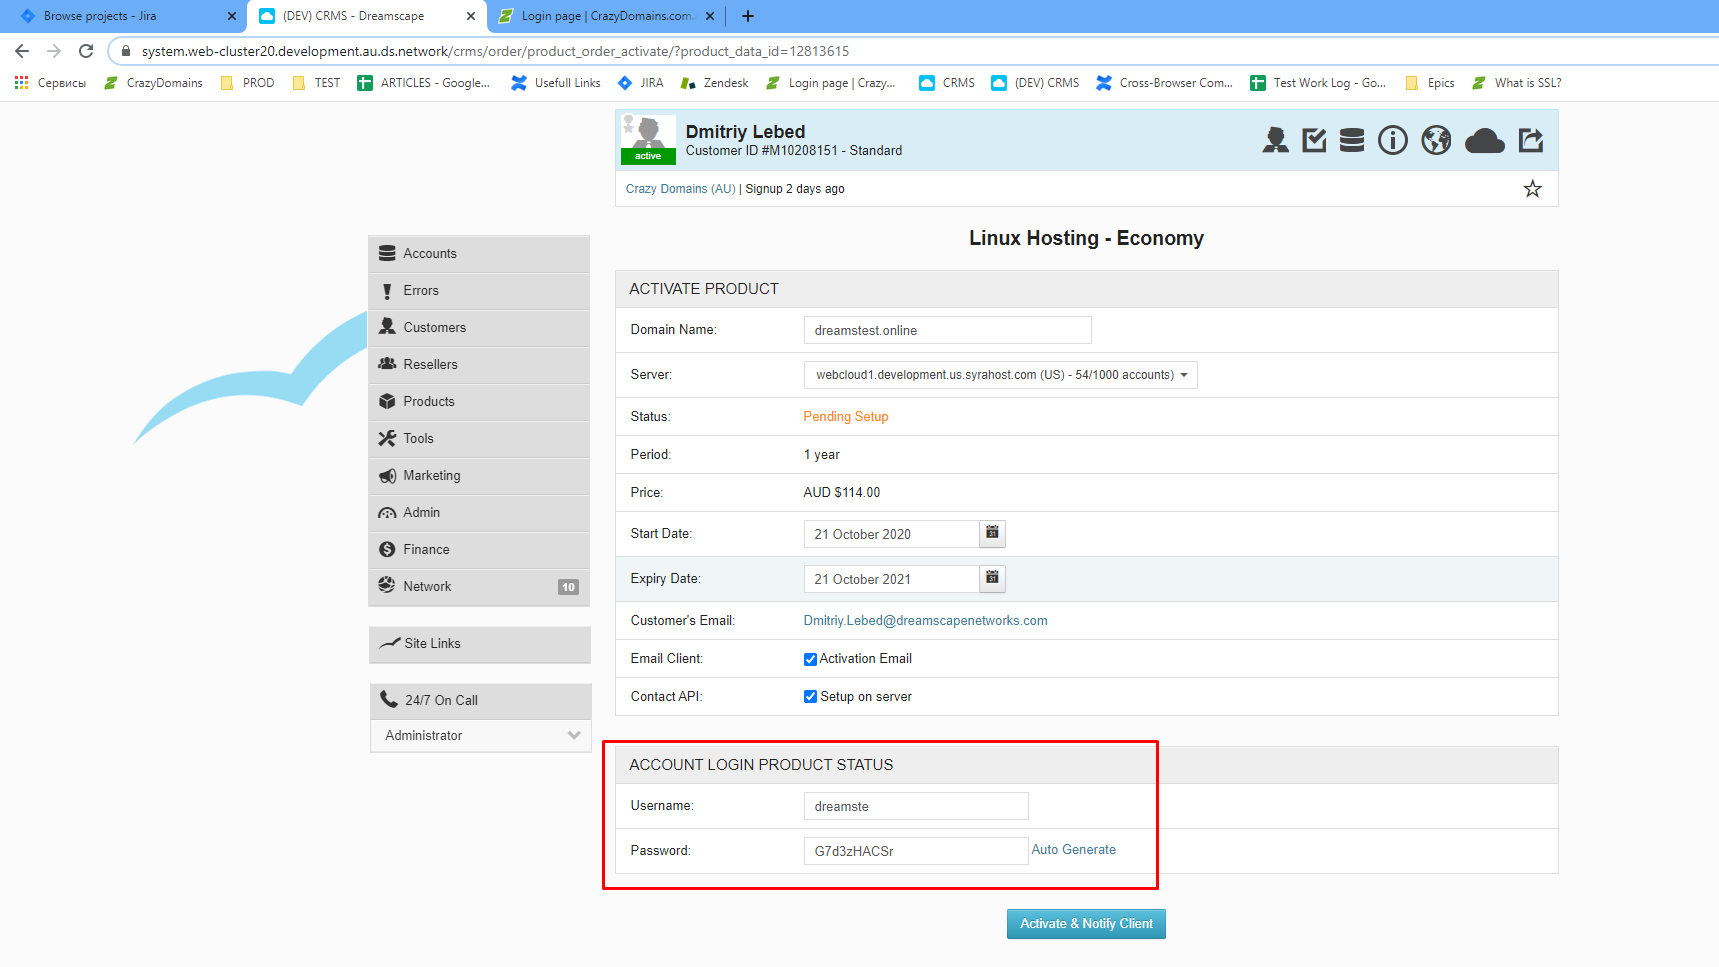 Browse projects - Jira
(DEV) CRMS - Dreamscape
Login page | CrazyDomains.com.
system.web-cluster20.development.au.ds.network/crms/order/product_order_activate/?product_data_id=12813615
Сервисы
CrazyDomains
PROD
TEST
ARTICLES - Google...
Usefull Links
JIRA
Zendesk
Login page | Crazy...
CRMS
(DEV) CRMS
Cross-Browser Com...
Test Work Log - Go...
Epics
What is SSL?
active
Dmitriy Lebed
Customer ID #M10208151 - Standard
Crazy Domains (AU) | Signup 2 days ago
Accounts
Errors
Customers
Resellers
Products
Tools
Marketing
Admin
Finance
Network 10
Site Links
24/7 On Call
Administrator
Linux Hosting - Economy
ACTIVATE PRODUCT
Domain Name: dreamstest.online
Server: webcloud1.development.us.syrahost.com (US) - 54/1000 accounts)
Status: Pending Setup
Period: 1 year
Price: AUD $114.00
Start Date: 21 October 2020
Expiry Date: 21 October 2021
Customer's Email: Dmitriy.Lebed@dreamscapenetworks.com
Email Client: Activation Email
Contact API: Setup on server
ACCOUNT LOGIN PRODUCT STATUS
Username: dreamste
Password: G7d3zHACSr Auto Generate
Activate & Notify Client